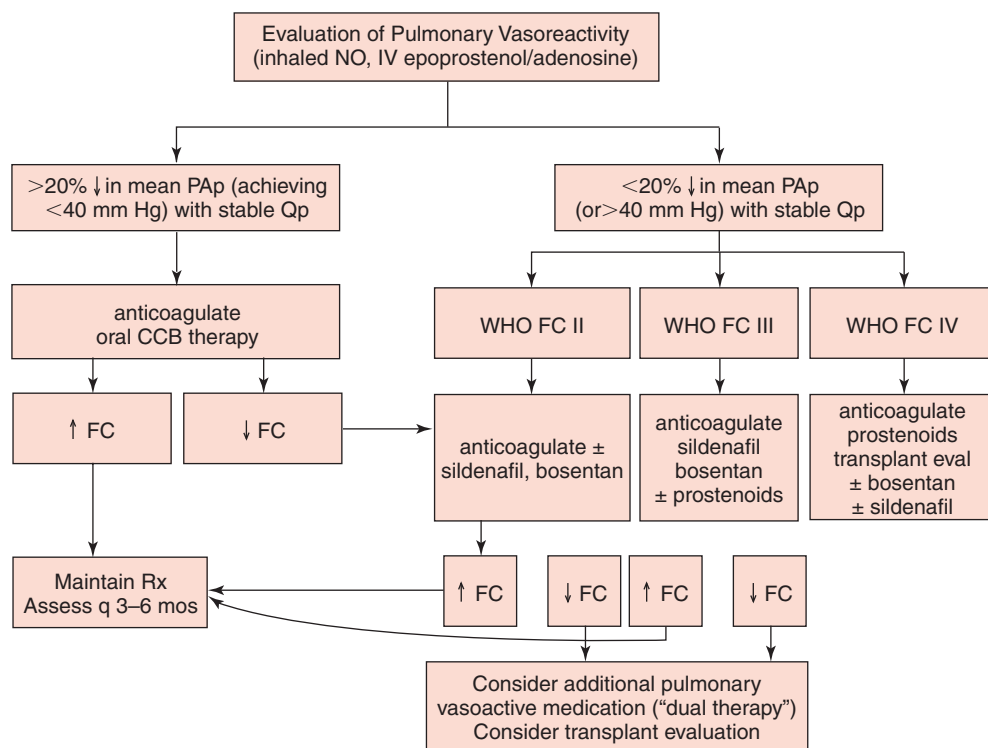 Evaluation of Pulmonary Vasoreactivity
(inhaled NO, IV epoprostenol/adenosine)
>20% ↓ in mean PAp (achieving
<40 mm Hg) with stable Qp
<20% ↓ in mean PAp
(or>40 mm Hg) with stable Qp
anticoagulate
oral CCB therapy
WHO FC II
WHO FC III
WHO FC IV
↑ FC
↓ FC
anticoagulate ±
sildenafil, bosentan
anticoagulate
sildenafil
bosentan
± prostenoids
anticoagulate
prostenoids
transplant eval
± bosentan
± sildenafil
Maintain Rx
Assess q 3–6 mos
↑ FC
↓ FC
↑ FC
↓ FC
Consider additional pulmonary
vasoactive medication (“dual therapy”)
Consider transplant evaluation